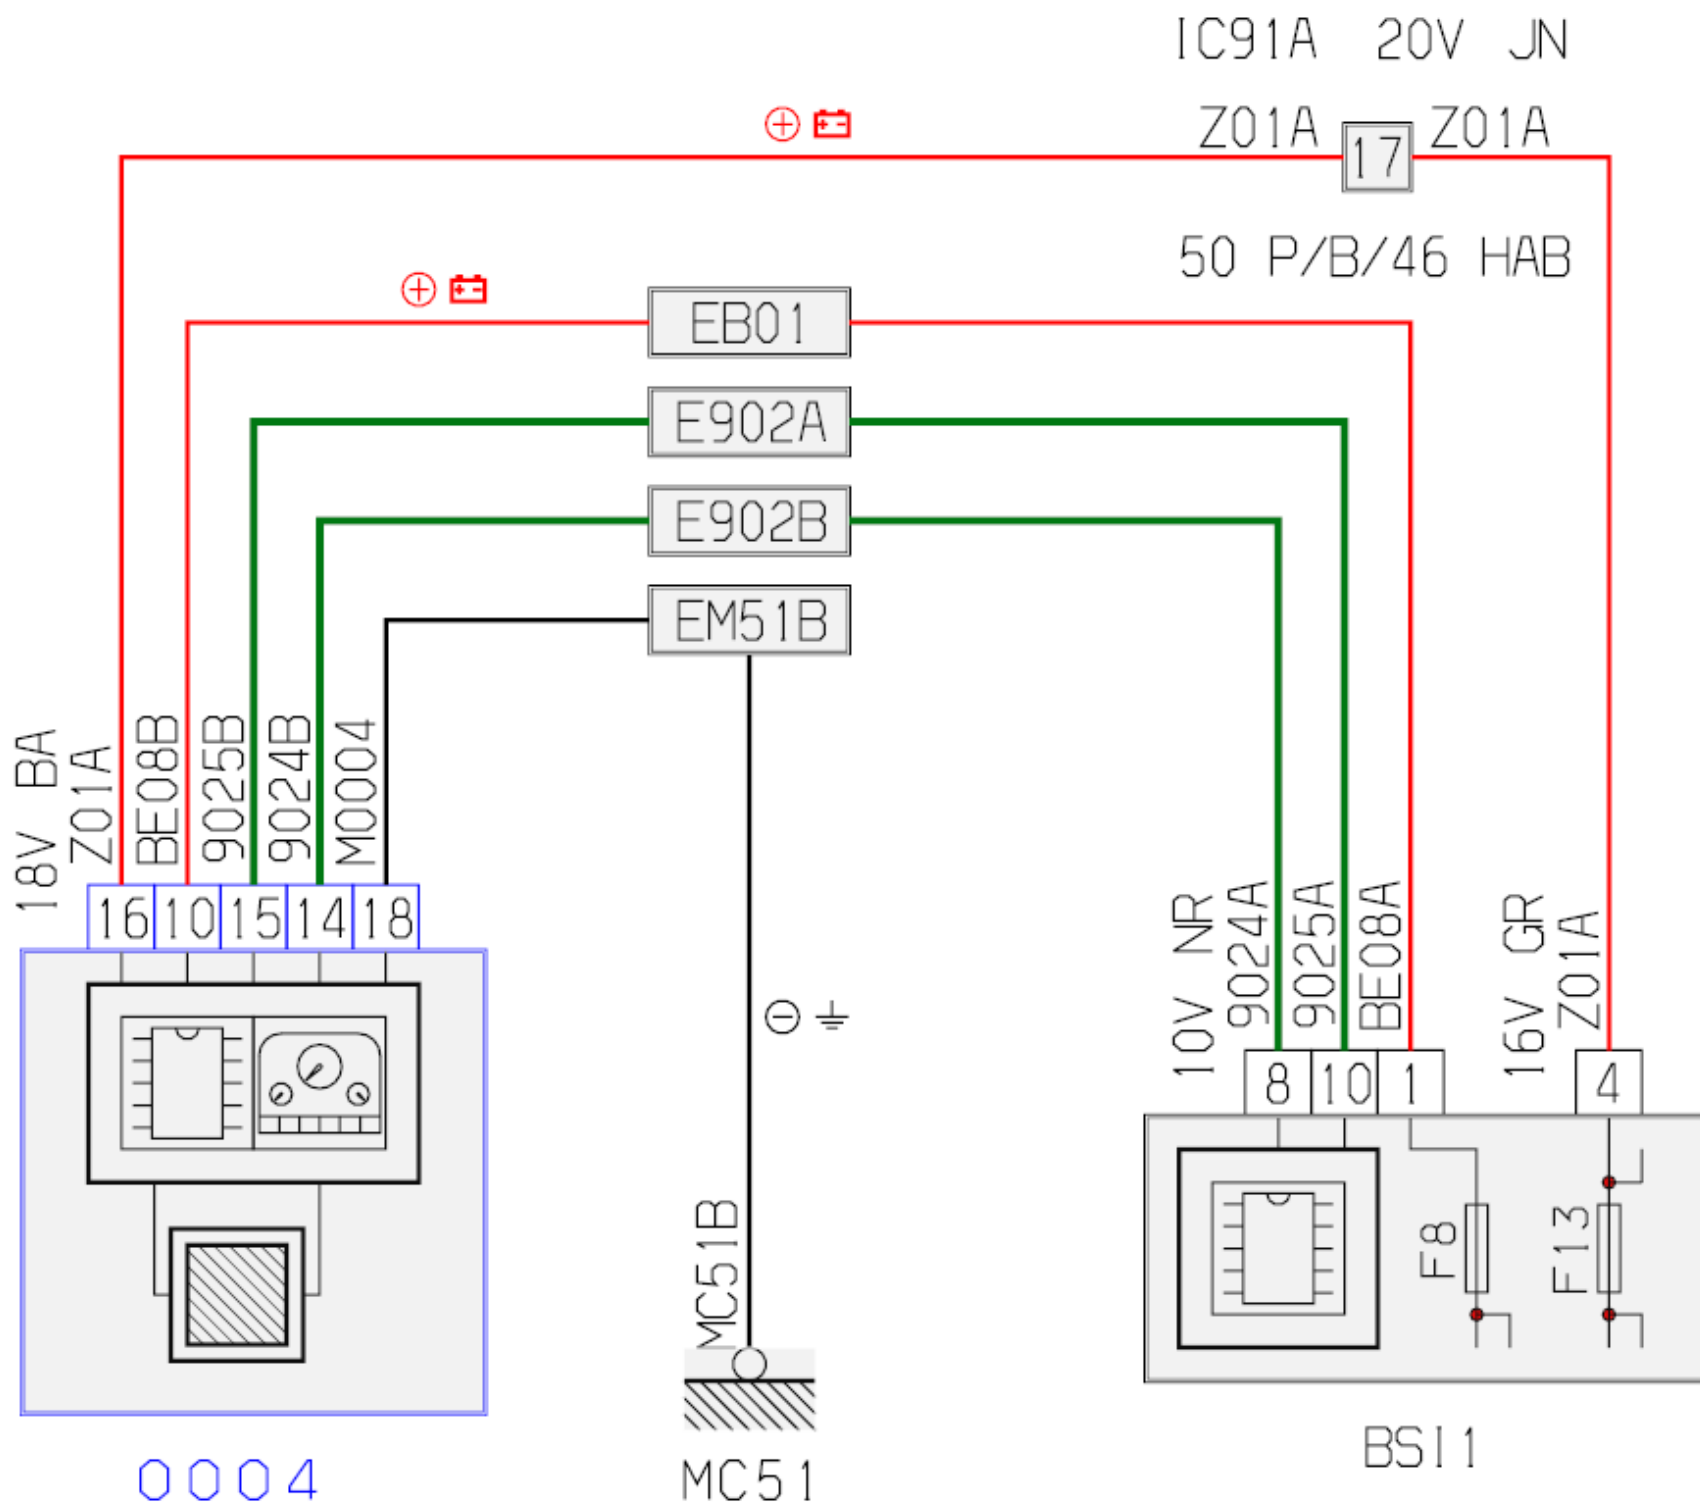 IC91A 20V JN
Z01A 17 Z01A
50 P/B/46 HAB
EB01
E902A
E902B
EM51B
18V BA
Z01A
BE08B
9025B
9024B
M0004
16 10 15 14 18
10V NR
9024A
9025A
BE08A
16V GR
Z01A
8 10 1 4
MC51B
F8
F13
0004
MC51
BSI1